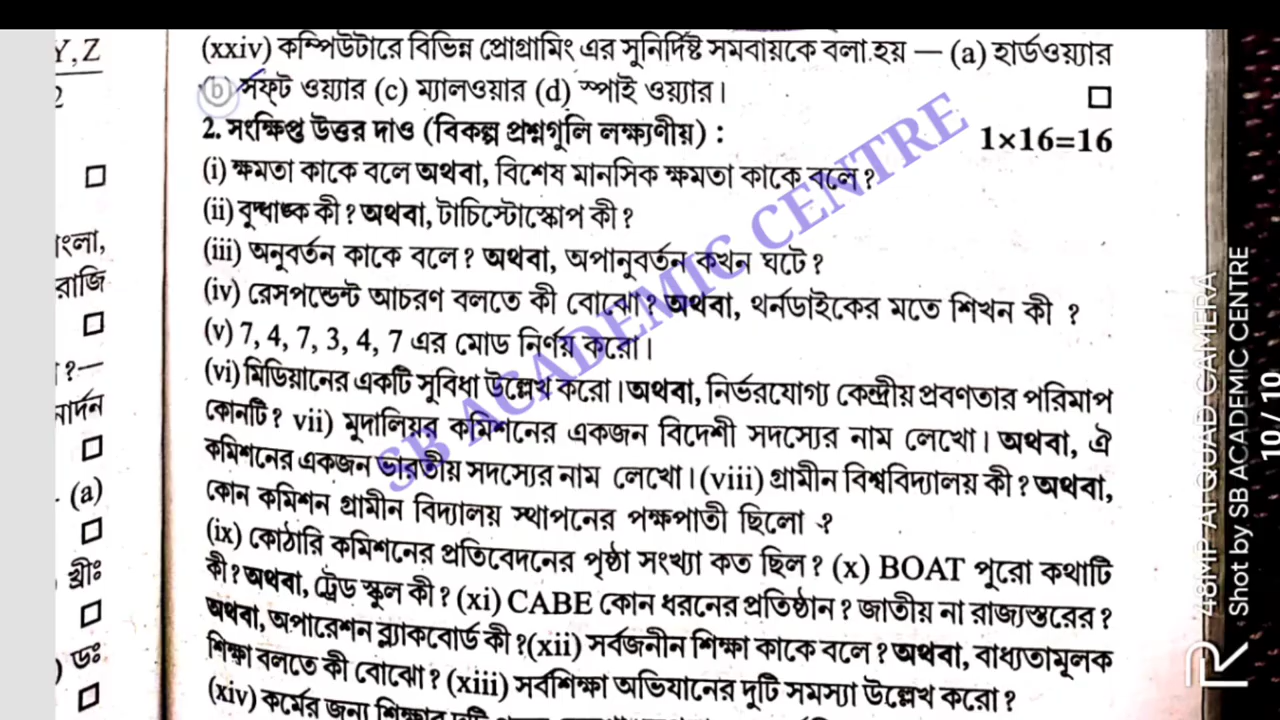 Y, Z
2
ংলা,
রাজি
?—
নার্দন
(a)
খ্রীঃ
) ডঃ
(xxiv) কম্পিউটারে বিভিন্ন প্রোগ্রামিং এর সুনির্দিষ্ট সমবায়কে বলা হয় — (a) হার্ডওয়্যার
(b) সফ্‌ট ওয়্যার (c) ম্যালওয়ার (d) স্পাই ওয়্যার।
2. সংক্ষিপ্ত উত্তর দাও (বিকল্প প্রশ্নগুলি লক্ষ্যণীয়) : 1×16=16
(i) ক্ষমতা কাকে বলে অথবা, বিশেষ মানসিক ক্ষমতা কাকে বলে?
(ii) বুদ্ধ্যঙ্ক কী? অথবা, টাচিস্টোস্কোপ কী?
(iii) অনুবর্তন কাকে বলে? অথবা, অপানুবর্তন কখন ঘটে?
(iv) রেসপন্ডেন্ট আচরণ বলতে কী বোঝো? অথবা, থর্নডাইকের মতে শিখন কী ?
(v) 7, 4, 7, 3, 4, 7 এর মোড নির্ণয় করো।
(vi) মিডিয়ানের একটি সুবিধা উল্লেখ করো। অথবা, নির্ভরযোগ্য কেন্দ্রীয় প্রবণতার পরিমাপ
কোনটি? vii) মুদালিয়র কমিশনের একজন বিদেশী সদস্যের নাম লেখো। অথবা, ঐ
কমিশনের একজন ভারতীয় সদস্যের নাম লেখো। (viii) গ্রামীন বিশ্ববিদ্যালয় কী? অথবা,
কোন কমিশন গ্রামীন বিদ্যালয় স্থাপনের পক্ষপাতী ছিলো ?
(ix) কোঠারি কমিশনের প্রতিবেদনের পৃষ্ঠা সংখ্যা কত ছিল? (x) BOAT পুরো কথাটি
কী? অথবা, ট্রেড স্কুল কী? (xi) CABE কোন ধরনের প্রতিষ্ঠান? জাতীয় না রাজ্যস্তরের?
অথবা, অপারেশন ব্ল্যাকবোর্ড কী? (xii) সর্বজনীন শিক্ষা কাকে বলে? অথবা, বাধ্যতামূলক
শিক্ষা বলতে কী বোঝো? (xiii) সর্বশিক্ষা অভিযানের দুটি সমস্যা উল্লেখ করো?
(xiv) কর্মের জন্য শিক্ষার দুটি
SB ACADEMIC CENTRE
48MP AI QUAD CAMERA
Shot by SB ACADEMIC CENTRE
10 / 10